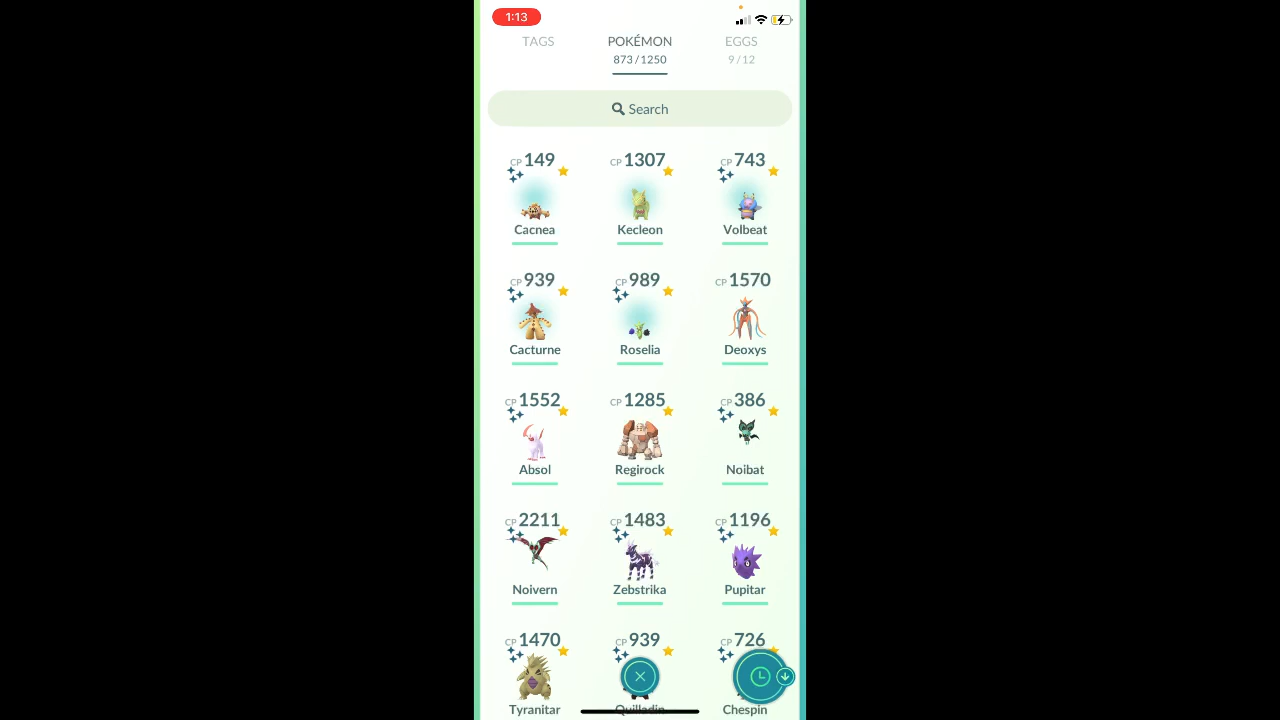 1:13
TAGS POKÉMON EGGS
873 / 1250 9 / 12
Search
CP 149 CP 1307 CP 743
Cacnea Kecleon Volbeat
CP 939 CP 989 CP 1570
Cacturne Roselia Deoxys
CP 1552 CP 1285 CP 386
Absol Regirock Noibat
CP 2211 CP 1483 CP 1196
Noivern Zebstrika Pupitar
CP 1470 CP 939 CP 726
Tyranitar Quilladin Chespin